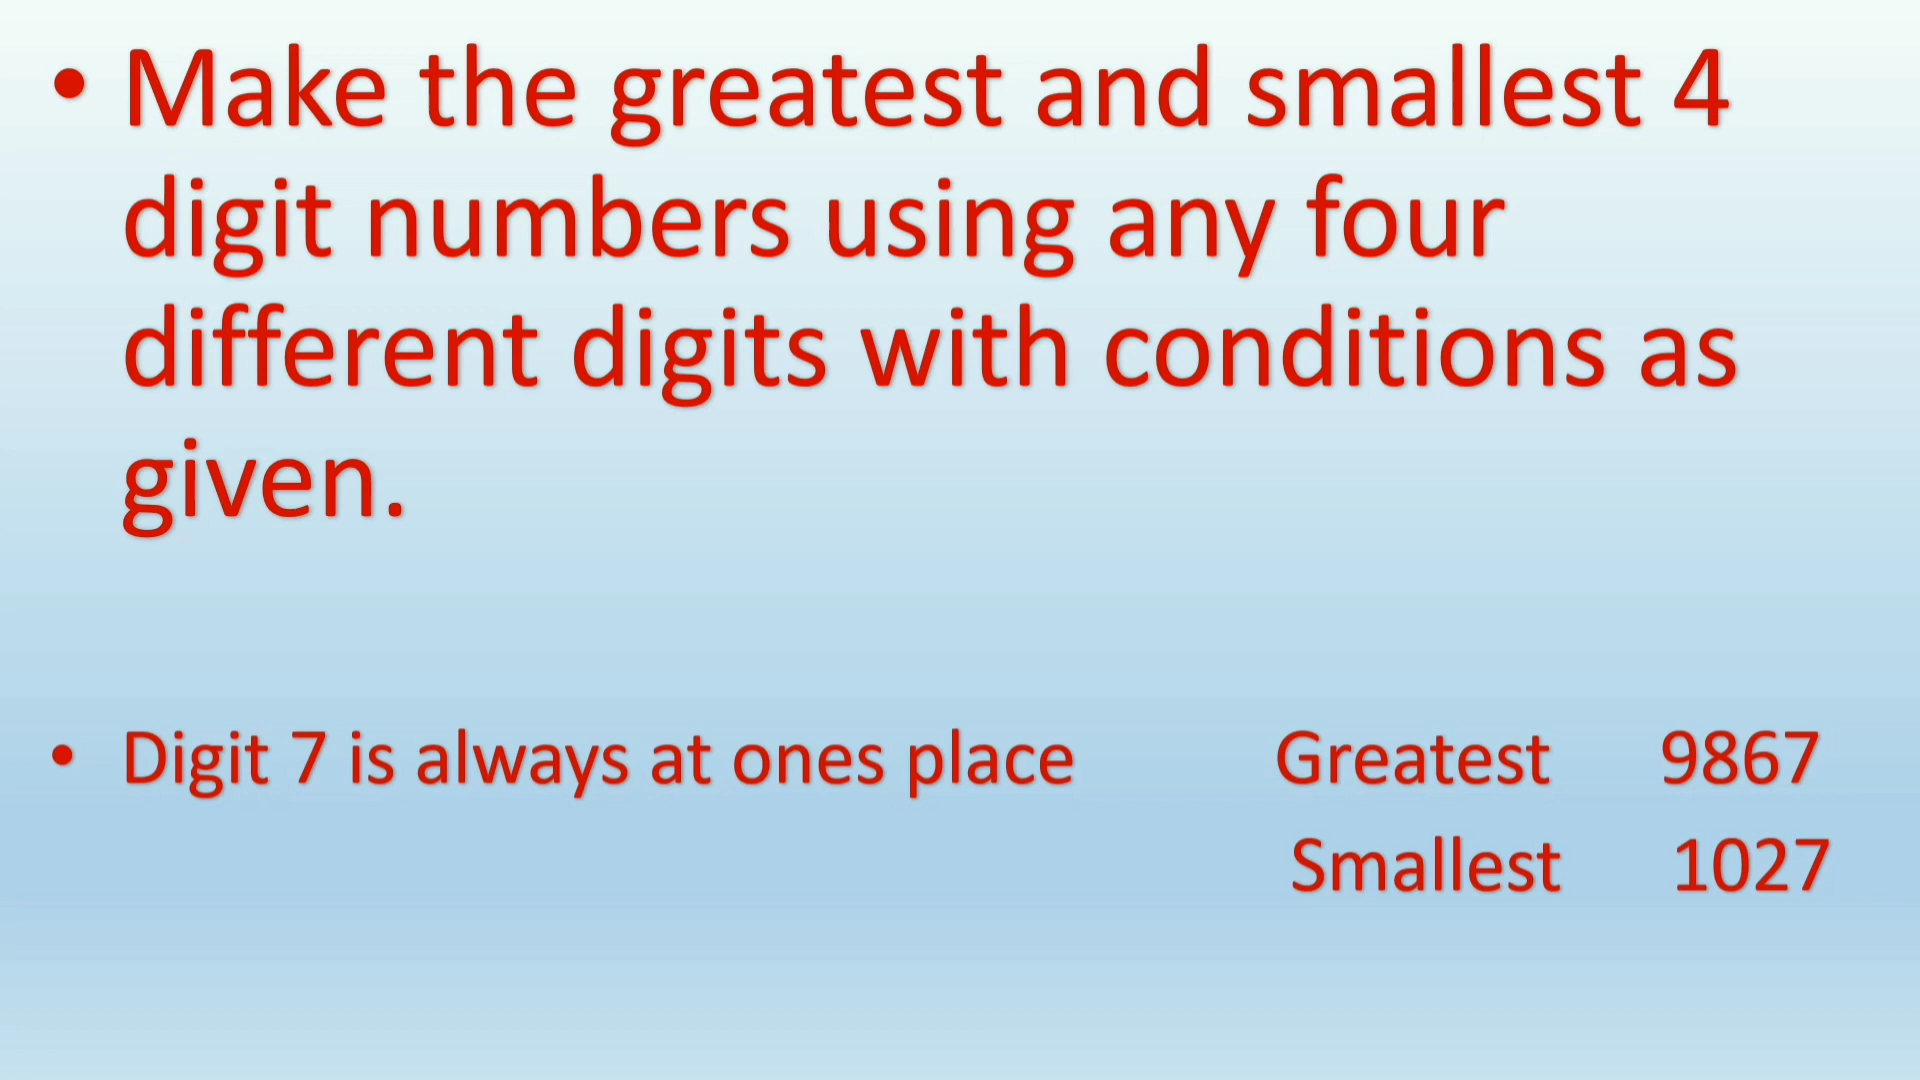 • Make the greatest and smallest 4
digit numbers using any four
different digits with conditions as
given.
• Digit 7 is always at ones place Greatest 9867
Smallest 1027